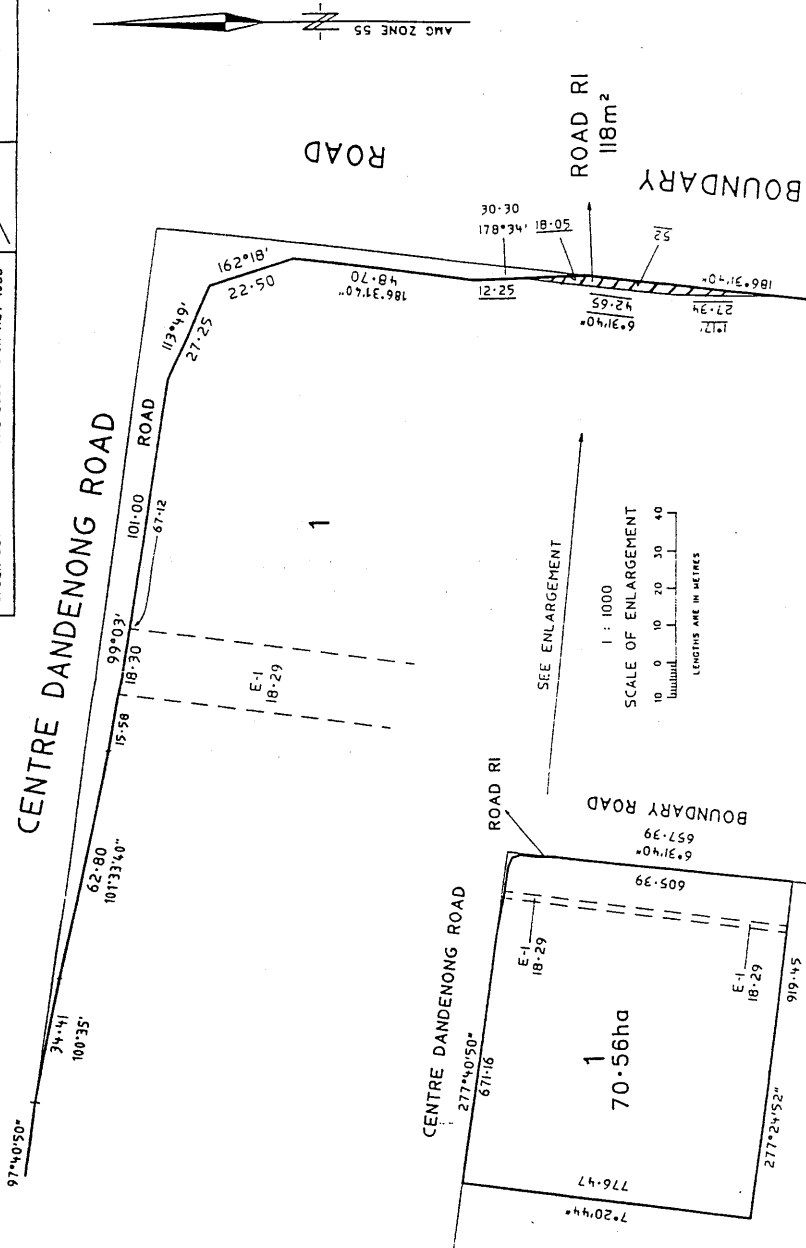 AMG ZONE 55
CENTRE DANDENONG ROAD
ROAD
BOUNDARY
ROAD R1
118m²
97°40'50"
34·41
100°35'
62·80
101°33'40"
15·58
99°03'
18·30
101·00
ROAD
67·12
113°49'
27·25
162°18'
22·50
48·70
186°31'40"
30·30
178°34'
18·05
12·25
52
42·65
6°31'40"
186°31'40"
27·34
1°17'
1
E-1
18·29
SEE ENLARGEMENT
1 : 1000
SCALE OF ENLARGEMENT
10 0 10 20 30 40
LENGTHS ARE IN METRES
ROAD R1
CENTRE DANDENONG ROAD
277°40'50"
671·16
BOUNDARY ROAD
657·39
6°31'40"
605·39
E-1
18·29
E-1
18·29
1
70·56ha
776·47
7°20'44"
919·45
277°24'52"